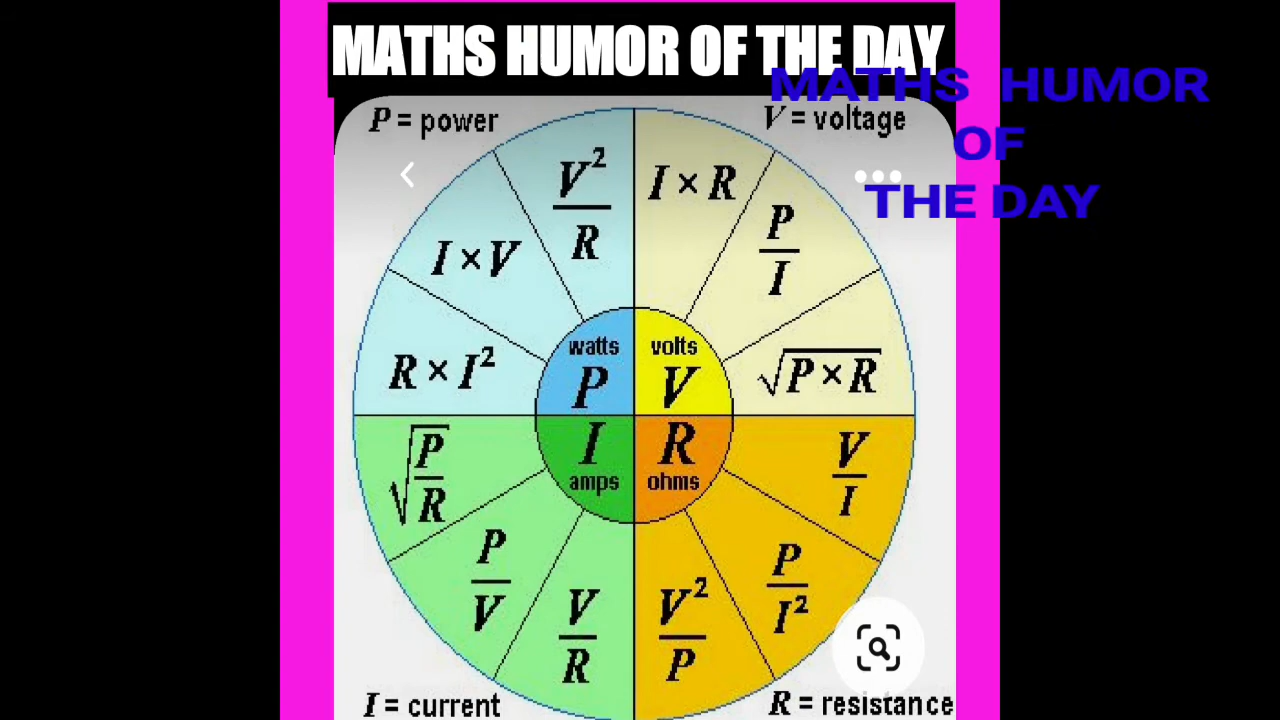 MATHS HUMOR OF THE DAY
MATHS HUMOR
OF
THE DAY
P = power
V = voltage
V²/R
I × R
I × V
P/I
R × I²
√(P × R)
watts
volts
P
V
I
R
amps
ohms
√(P/R)
V/I
P/V
P/I²
V/R
V²/P
I = current
R = resistance